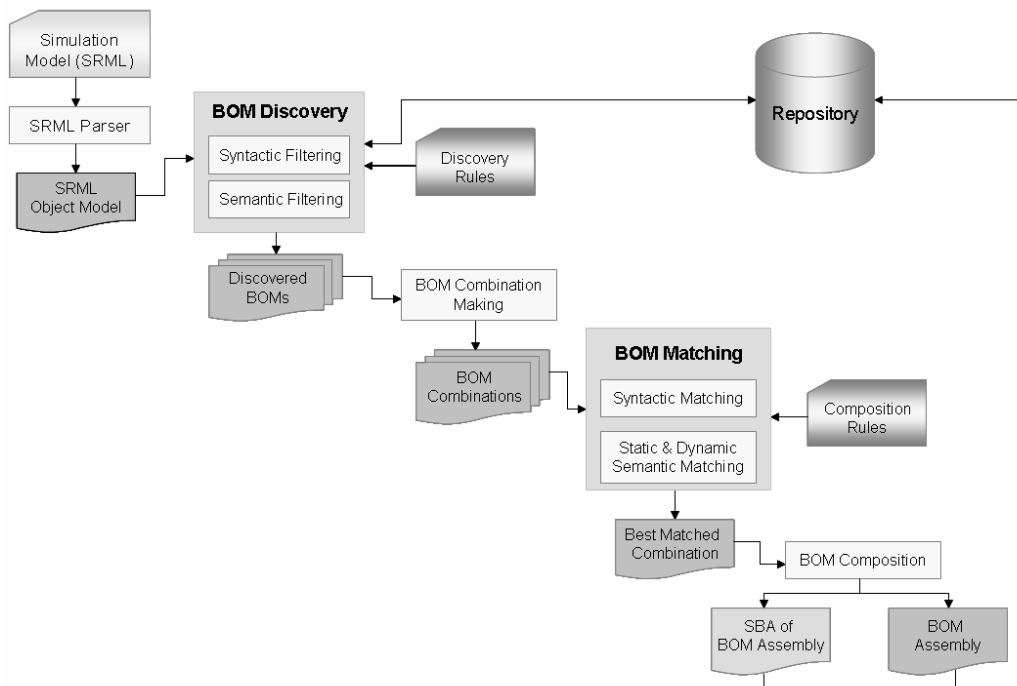 Simulation
Model (SRML)
SRML Parser
SRML
Object Model
BOM Discovery
Syntactic Filtering
Semantic Filtering
Discovery
Rules
Repository
Discovered
BOMs
BOM Combination
Making
BOM
Combinations
BOM Matching
Syntactic Matching
Static & Dynamic
Semantic Matching
Composition
Rules
Best Matched
Combination
BOM Composition
SBA of
BOM Assembly
BOM
Assembly